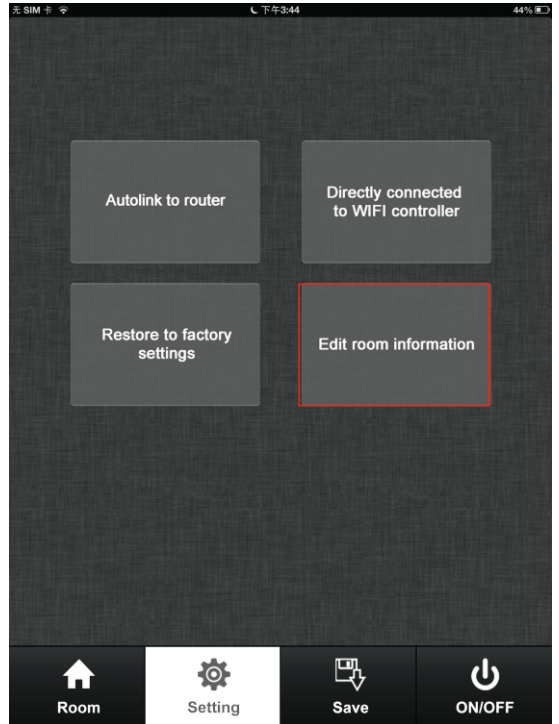 无 SIM 卡 下午3:44 44%
Autolink to router
Directly connected
to WIFI controller
Restore to factory
settings
Edit room information
Room Setting Save ON/OFF